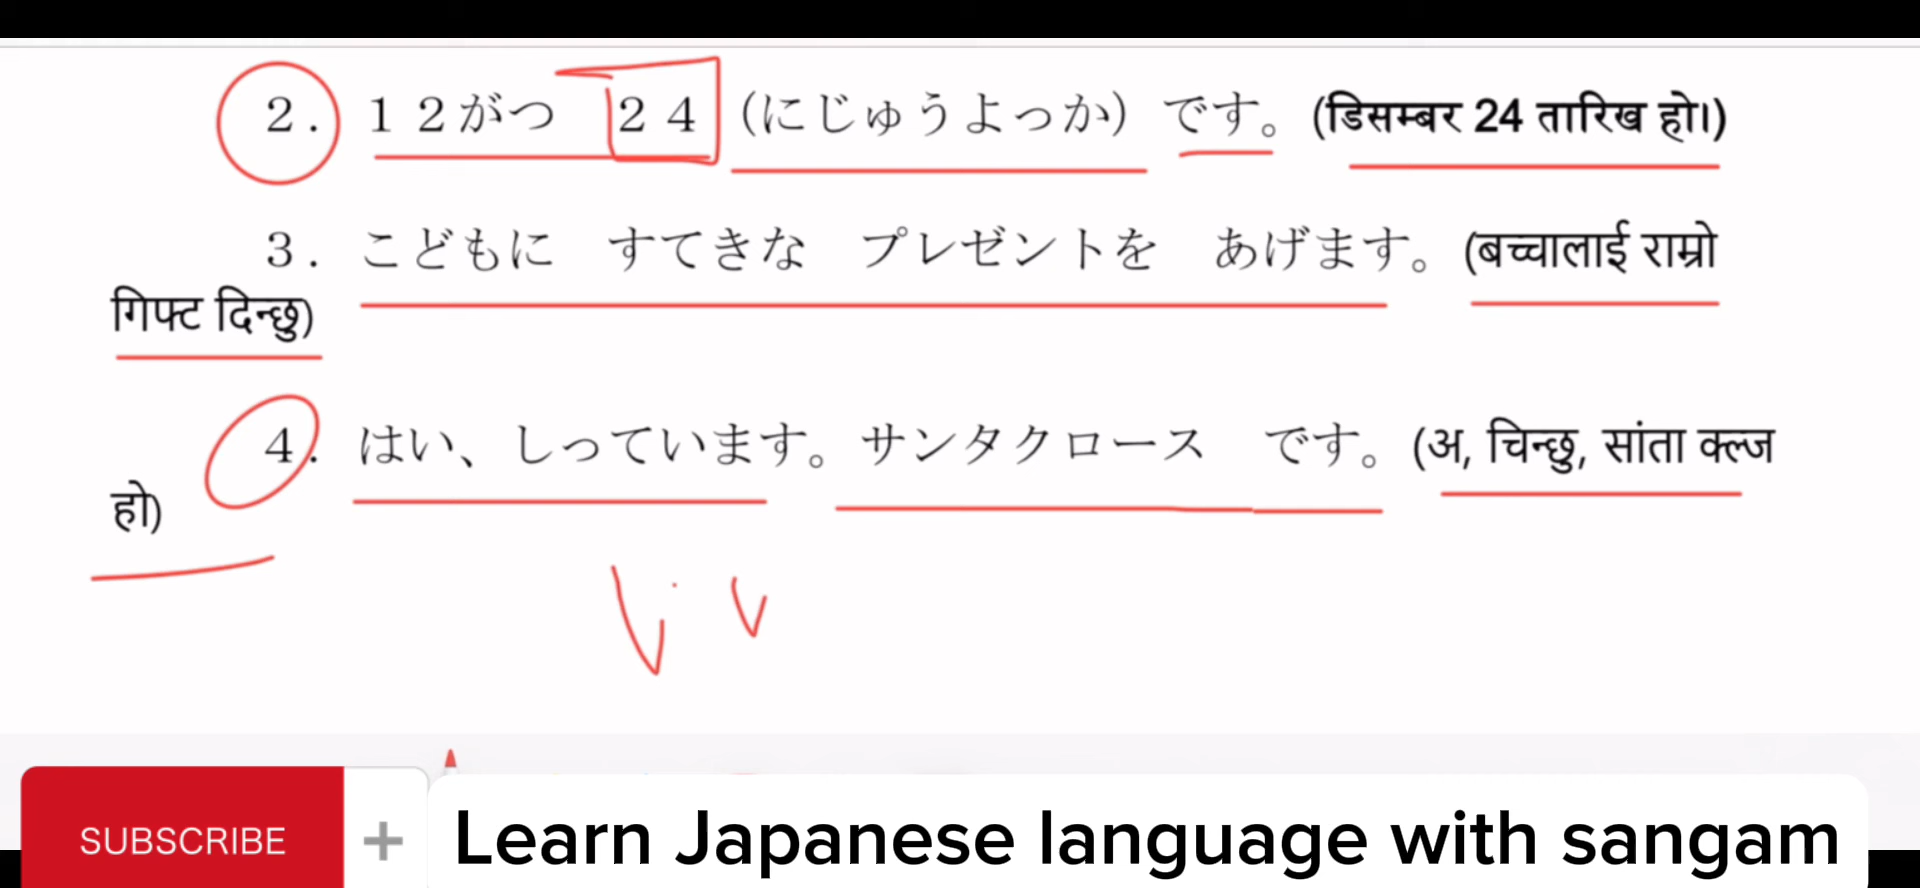 ２. １２がつ ２４（にじゅうよっか）です。(डिसम्बर 24 तारिख हो।)
３. こどもに すてきな プレゼントを あげます。(बच्चालाई राम्रो
गिफ्ट दिन्छु)
４. はい、しっています。サンタクロース です。(अ, चिन्छु, सांता क्ल्ज
हो)
SUBSCRIBE + Learn Japanese language with sangam